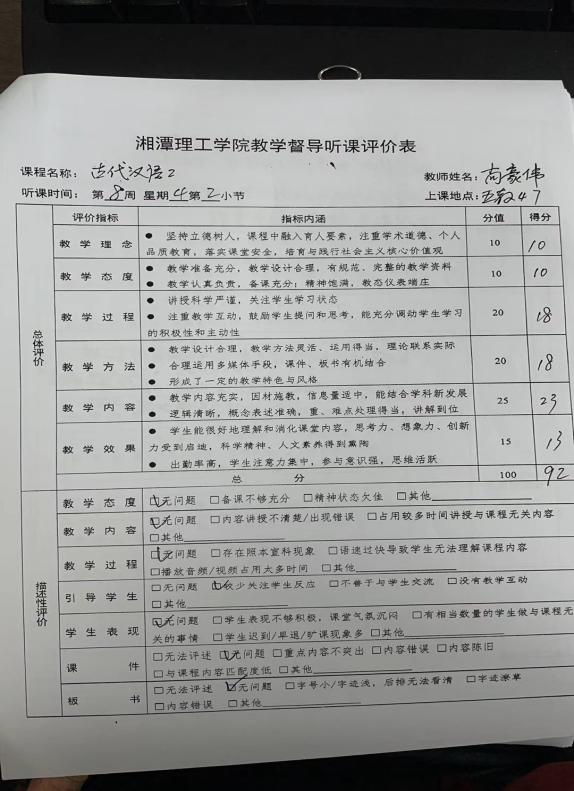 湘潭理工学院教学督导听课评价表
课程名称：古代汉语2 教师姓名：高豪伟
听课时间：第8周 星期4第2小节 上课地点：五教47
总体评价
评价指标 指标内涵 分值 得分
教学理念 ● 坚持立德树人，课程中融入育人要素，注重学术道德、个人 10 10
品质教育，落实课堂安全，培育与践行社会主义核心价值观
教学态度 ● 教学准备充分，教学设计合理，有规范、完整的教学资料 10 10
● 教学认真负责，备课充分；精神饱满，教态仪表端庄
教学过程 ● 讲授科学严谨，关注学生学习状态 20 18
● 注重教学互动，鼓励学生提问和思考，能充分调动学生学习
的积极性和主动性
教学方法 ● 教学设计合理，教学方法灵活、运用得当，理论联系实际 20 18
● 合理运用多媒体手段，课件、板书有机结合
● 形成了一定的教学特色与风格
教学内容 ● 教学内容充实，因材施教，信息量适中，能结合学科新发展 25 23
● 逻辑清晰，概念表述准确，重、难点处理得当，讲解到位
教学效果 ● 学生能很好地理解和消化课堂内容，思考力、想象力、创新 15 13
力受到启迪，科学精神、人文素养得到熏陶
● 出勤率高，学生注意力集中，参与意识强，思维活跃
总分 100 92
描述性评价
教学态度 ☑无问题 □备课不够充分 □精神状态欠佳 □其他
教学内容 ☑无问题 □内容讲授不清楚/出现错误 □占用较多时间讲授与课程无关内容
□其他
教学过程 ☑无问题 □存在照本宣科现象 □语速过快导致学生无法理解课程内容
□播放音频/视频占用太多时间 □其他
引导学生 □无问题 ☑较少关注学生反应 □不善于与学生交流 □没有教学互动
□其他
学生表现 ☑无问题 □学生表现不够积极，课堂气氛沉闷 □有相当数量的学生做与课程无
关的事情 □学生迟到/早退/旷课现象多 □其他
课件 □无法评述 ☑无问题 □重点内容不突出 □内容错误 □内容陈旧
□与课程内容匹配度低 □其他
板书 □无法评述 ☑无问题 □字号小/字迹浅，后排无法看清 □字迹潦草
□内容错误 □其他